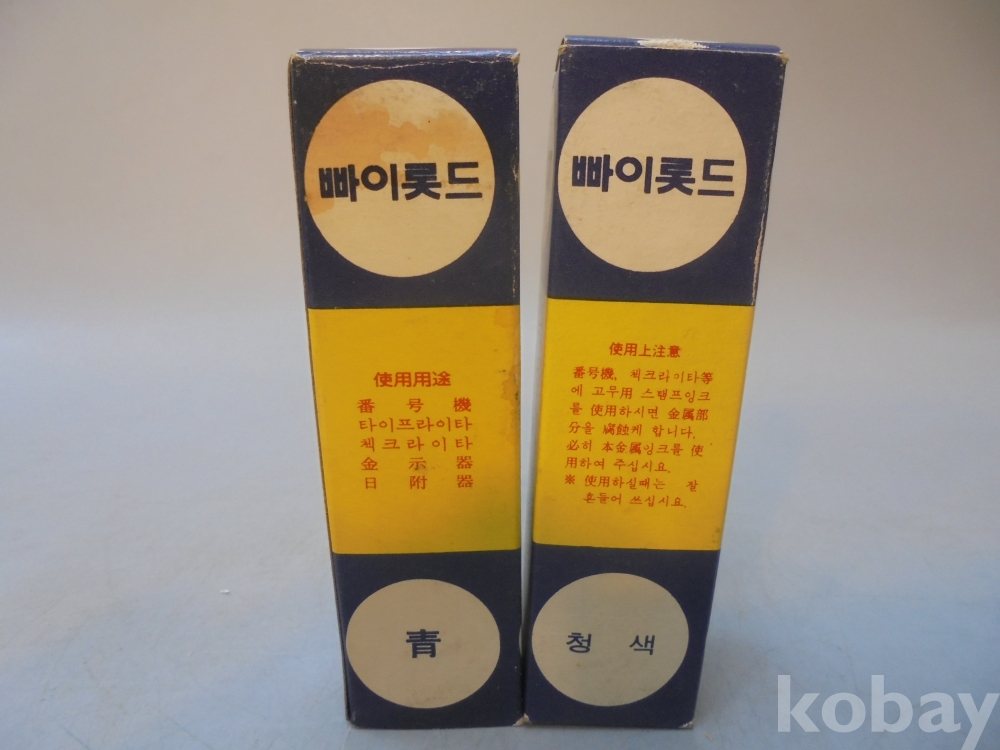 빠이롯드
使用用途
番号機
타이프라이타
첵크라이타
金示器
日附器
青
빠이롯드
使用上注意
番号機, 첵크라기타等
에 고무用 스탬프잉크
를 使用하시면 金属部
分을 腐蝕케 합니다.
必히 本金属잉크를 使
用하여 주십시요.
※ 使用하실때는 잘
흔들어 쓰십시요.
청색
kobay